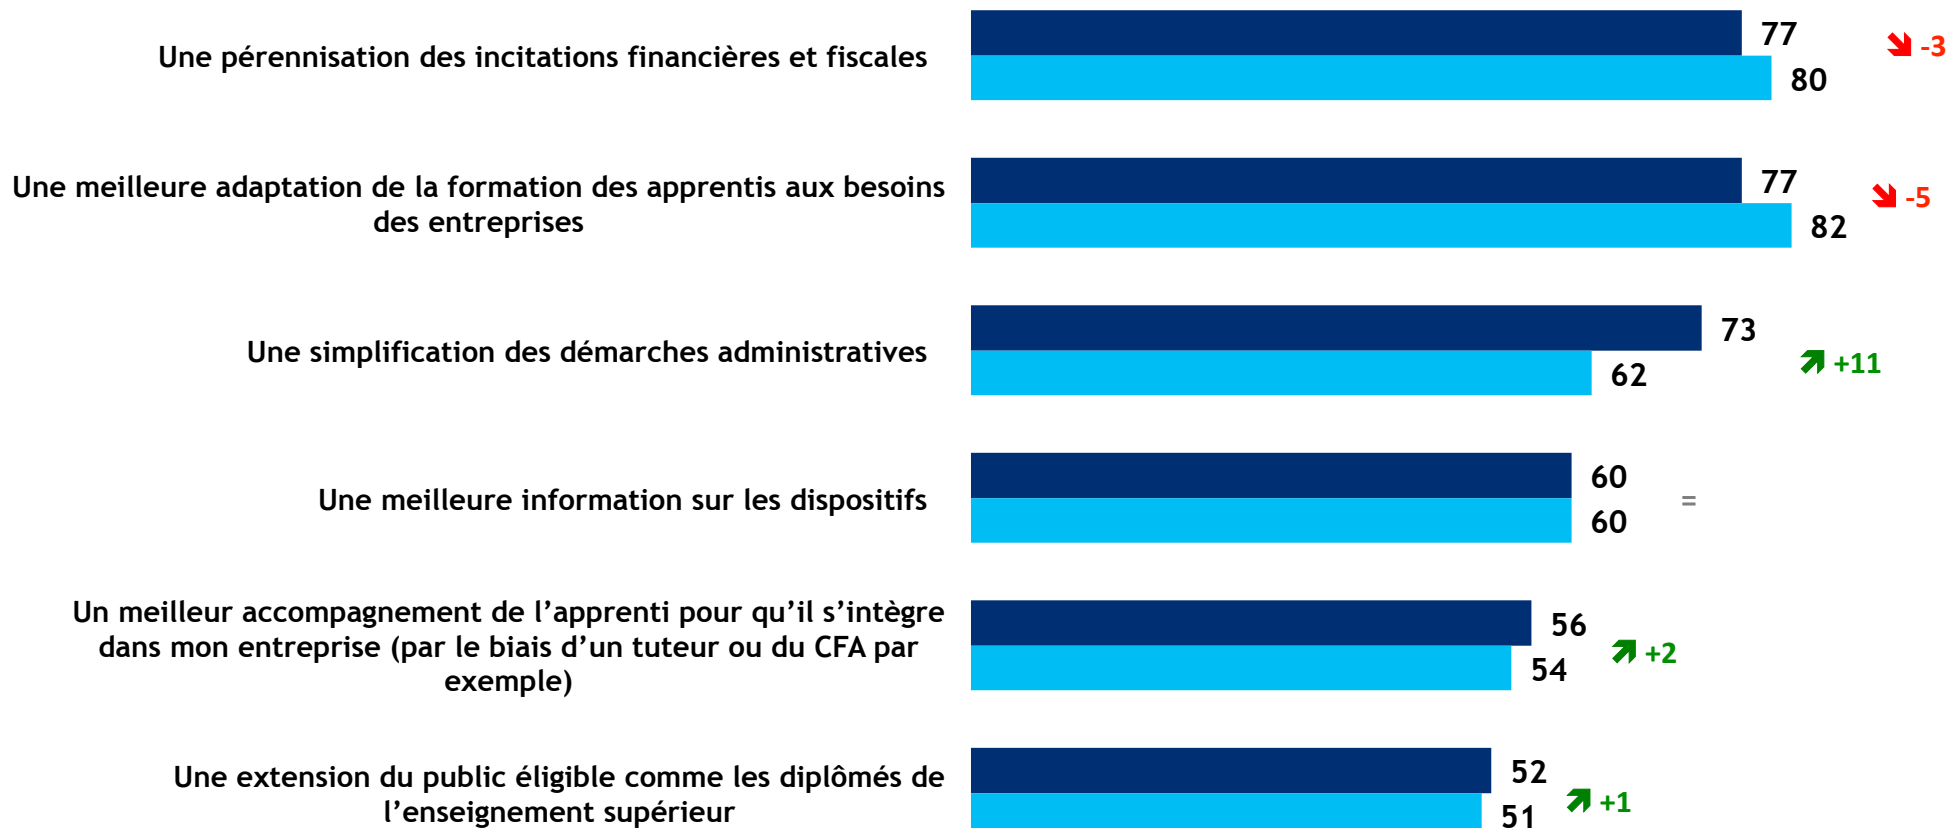 Une pérennisation des incitations financières et fiscales
77
80
-3
Une meilleure adaptation de la formation des apprentis aux besoins
des entreprises
77
82
-5
Une simplification des démarches administratives
73
62
+11
Une meilleure information sur les dispositifs
60
60
=
Un meilleur accompagnement de l’apprenti pour qu’il s’intègre
dans mon entreprise (par le biais d’un tuteur ou du CFA par
exemple)
56
54
+2
Une extension du public éligible comme les diplômés de
l’enseignement supérieur
52
51
+1